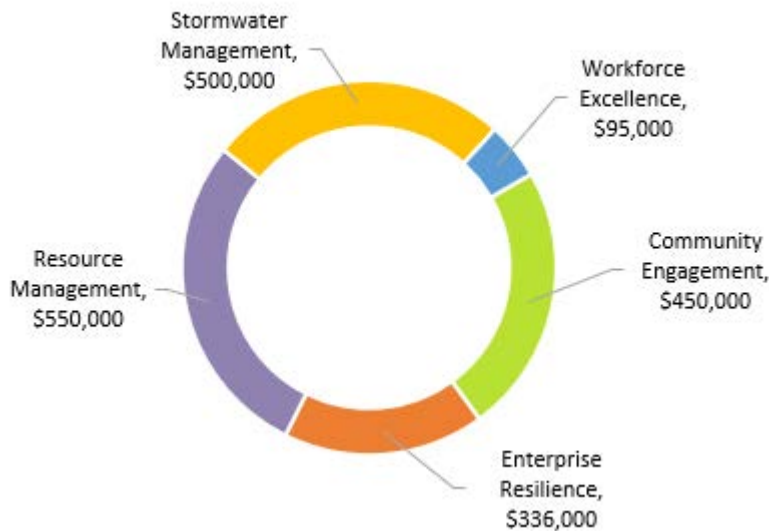 Stormwater
Management,
$500,000
Workforce
Excellence,
$95,000
Community
Engagement,
$450,000
Resource
Management,
$550,000
Enterprise
Resilience,
$336,000